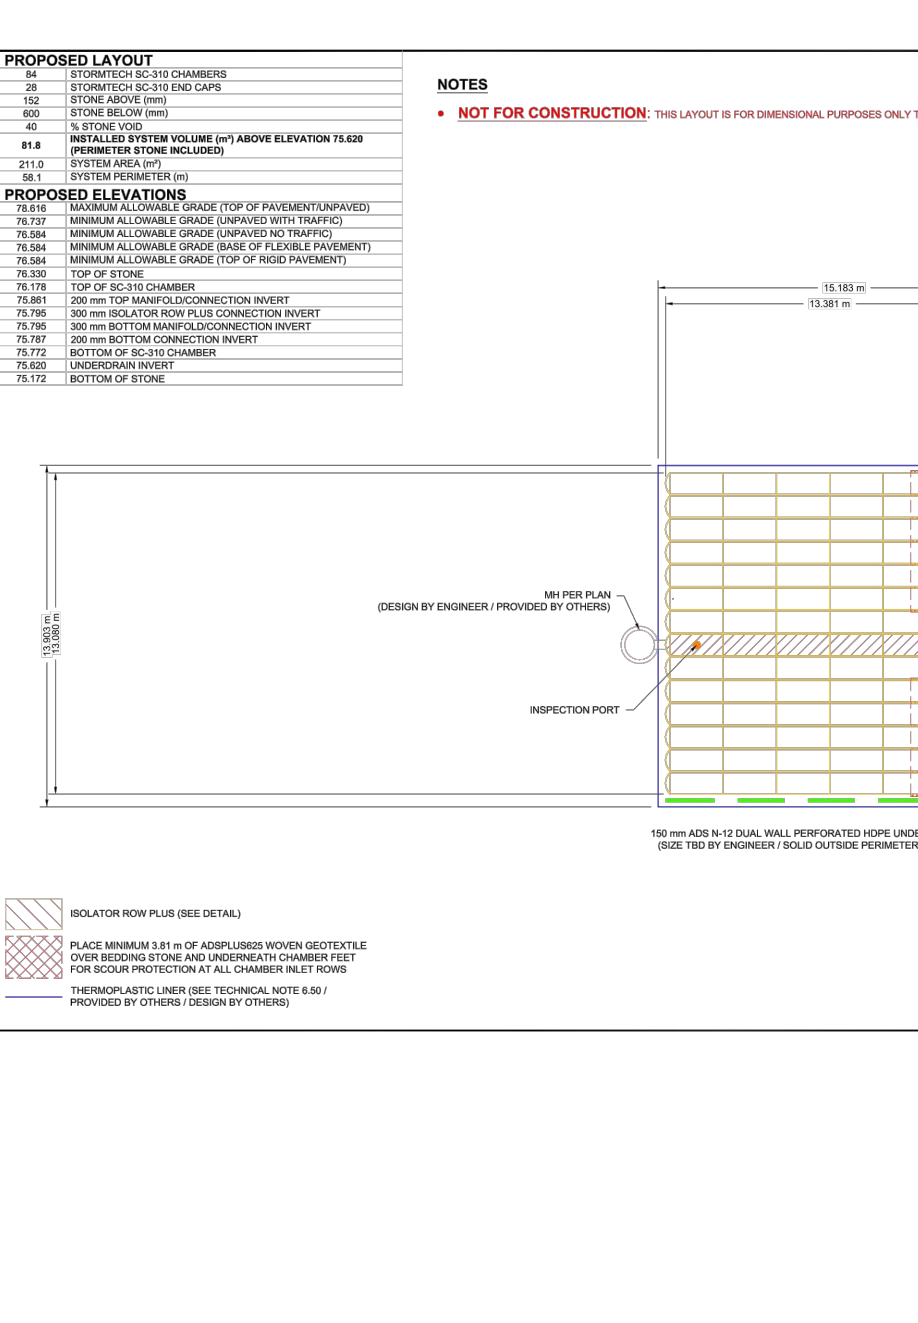 PROPOSED LAYOUT
84 STORMTECH SC-310 CHAMBERS
28 STORMTECH SC-310 END CAPS
152 STONE ABOVE (mm)
600 STONE BELOW (mm)
40 % STONE VOID
81.8 INSTALLED SYSTEM VOLUME (m³) ABOVE ELEVATION 75.620
(PERIMETER STONE INCLUDED)
211.0 SYSTEM AREA (m²)
58.1 SYSTEM PERIMETER (m)
PROPOSED ELEVATIONS
78.616 MAXIMUM ALLOWABLE GRADE (TOP OF PAVEMENT/UNPAVED)
76.737 MINIMUM ALLOWABLE GRADE (UNPAVED WITH TRAFFIC)
76.584 MINIMUM ALLOWABLE GRADE (UNPAVED NO TRAFFIC)
76.584 MINIMUM ALLOWABLE GRADE (BASE OF FLEXIBLE PAVEMENT)
76.584 MINIMUM ALLOWABLE GRADE (TOP OF RIGID PAVEMENT)
76.330 TOP OF STONE
76.178 TOP OF SC-310 CHAMBER
75.861 200 mm TOP MANIFOLD/CONNECTION INVERT
75.795 300 mm ISOLATOR ROW PLUS CONNECTION INVERT
75.795 300 mm BOTTOM MANIFOLD/CONNECTION INVERT
75.787 200 mm BOTTOM CONNECTION INVERT
75.772 BOTTOM OF SC-310 CHAMBER
75.620 UNDERDRAIN INVERT
75.172 BOTTOM OF STONE
NOTES
• NOT FOR CONSTRUCTION: THIS LAYOUT IS FOR DIMENSIONAL PURPOSES ONLY T
15.183 m
13.381 m
13.903 m
13.080 m
MH PER PLAN
(DESIGN BY ENGINEER / PROVIDED BY OTHERS)
INSPECTION PORT
150 mm ADS N-12 DUAL WALL PERFORATED HDPE UNDE
(SIZE TBD BY ENGINEER / SOLID OUTSIDE PERIMETER
ISOLATOR ROW PLUS (SEE DETAIL)
PLACE MINIMUM 3.81 m OF ADSPLUS625 WOVEN GEOTEXTILE
OVER BEDDING STONE AND UNDERNEATH CHAMBER FEET
FOR SCOUR PROTECTION AT ALL CHAMBER INLET ROWS
THERMOPLASTIC LINER (SEE TECHNICAL NOTE 6.50 /
PROVIDED BY OTHERS / DESIGN BY OTHERS)